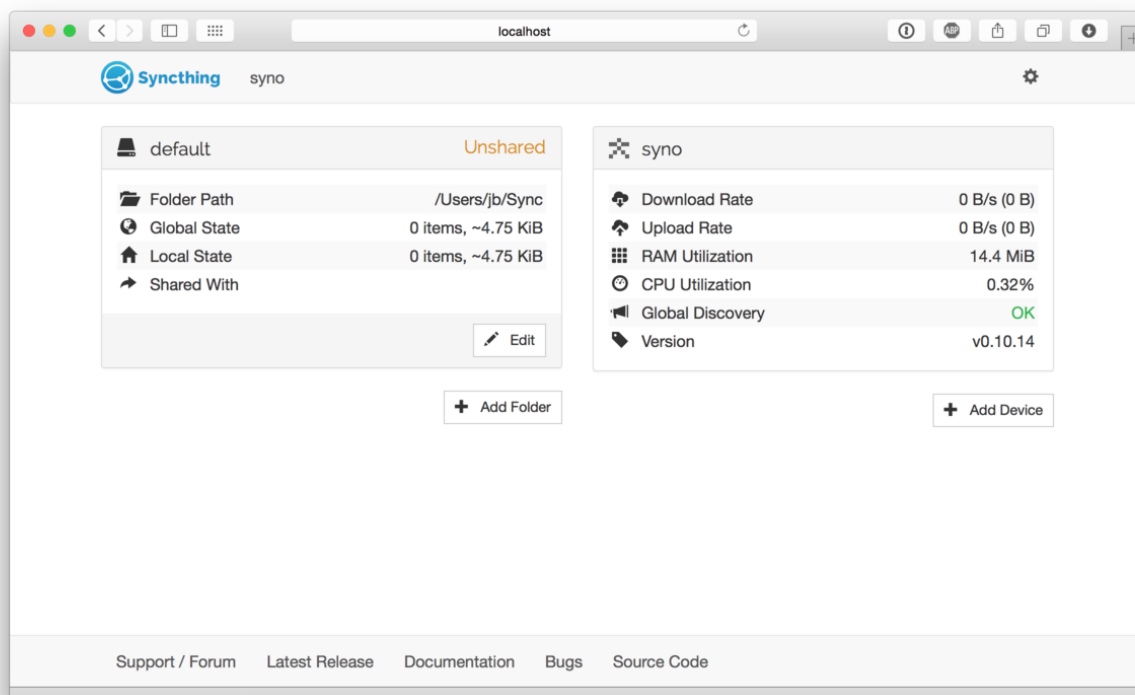 localhost
ABP
Syncthing syno
default Unshared
Folder Path /Users/jb/Sync
Global State 0 items, ~4.75 KiB
Local State 0 items, ~4.75 KiB
Shared With
Edit
Add Folder
syno
Download Rate 0 B/s (0 B)
Upload Rate 0 B/s (0 B)
RAM Utilization 14.4 MiB
CPU Utilization 0.32%
Global Discovery OK
Version v0.10.14
Add Device
Support / Forum Latest Release Documentation Bugs Source Code